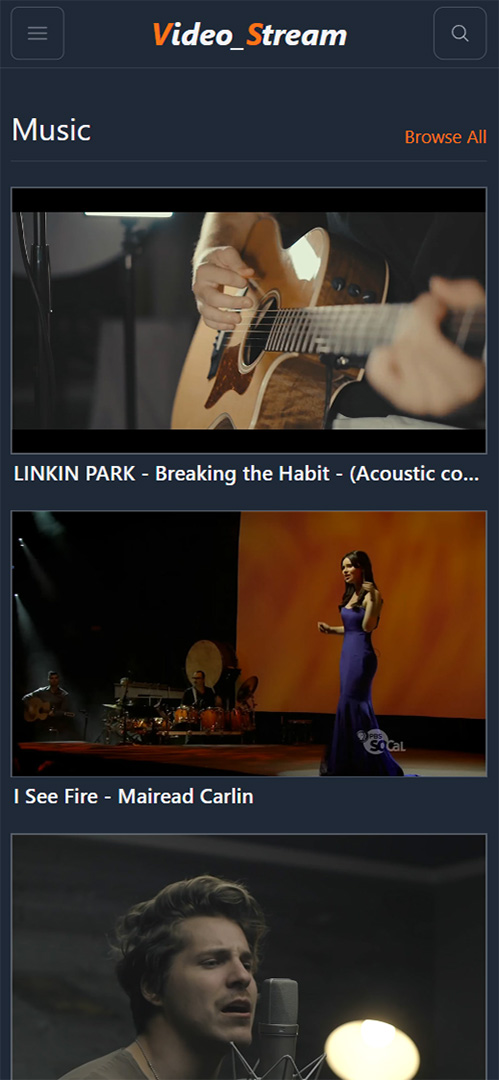 Video_Stream
Music
Browse All
LINKIN PARK - Breaking the Habit - (Acoustic co...
PBS
SOCAL
I See Fire - Mairead Carlin